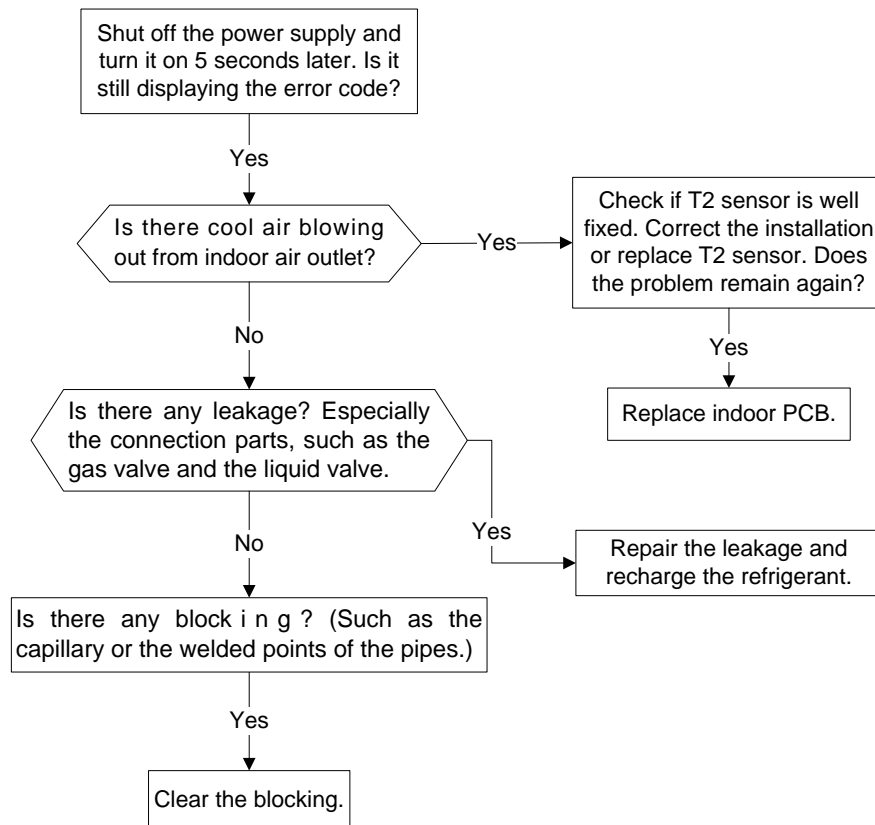 Shut off the power supply and
turn it on 5 seconds later. Is it
still displaying the error code?
Yes
Is there cool air blowing
out from indoor air outlet?
Yes
Check if T2 sensor is well
fixed. Correct the installation
or replace T2 sensor. Does
the problem remain again?
No
Yes
Is there any leakage? Especially
the connection parts, such as the
gas valve and the liquid valve.
Replace indoor PCB.
Yes
No
Repair the leakage and
recharge the refrigerant.
Is there any block i n g ? (Such as the
capillary or the welded points of the pipes.)
Yes
Clear the blocking.